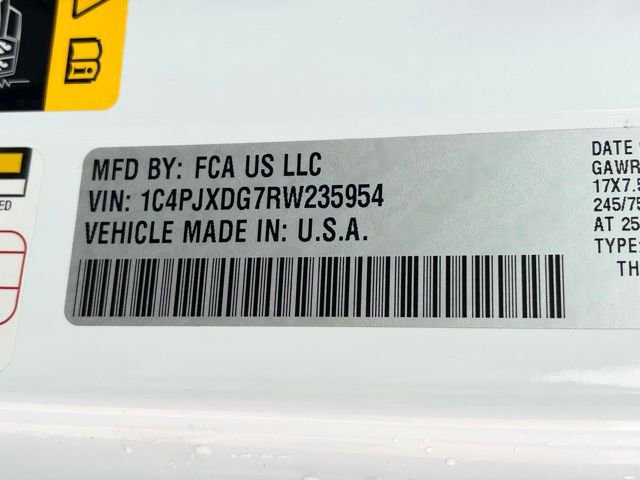 MFD BY: FCA US LLC
VIN: 1C4PJXDG7RW235954
VEHICLE MADE IN: U.S.A.
DATE
GAWR
17X7.5
245/75
AT 25
TYPE:
TH
ED